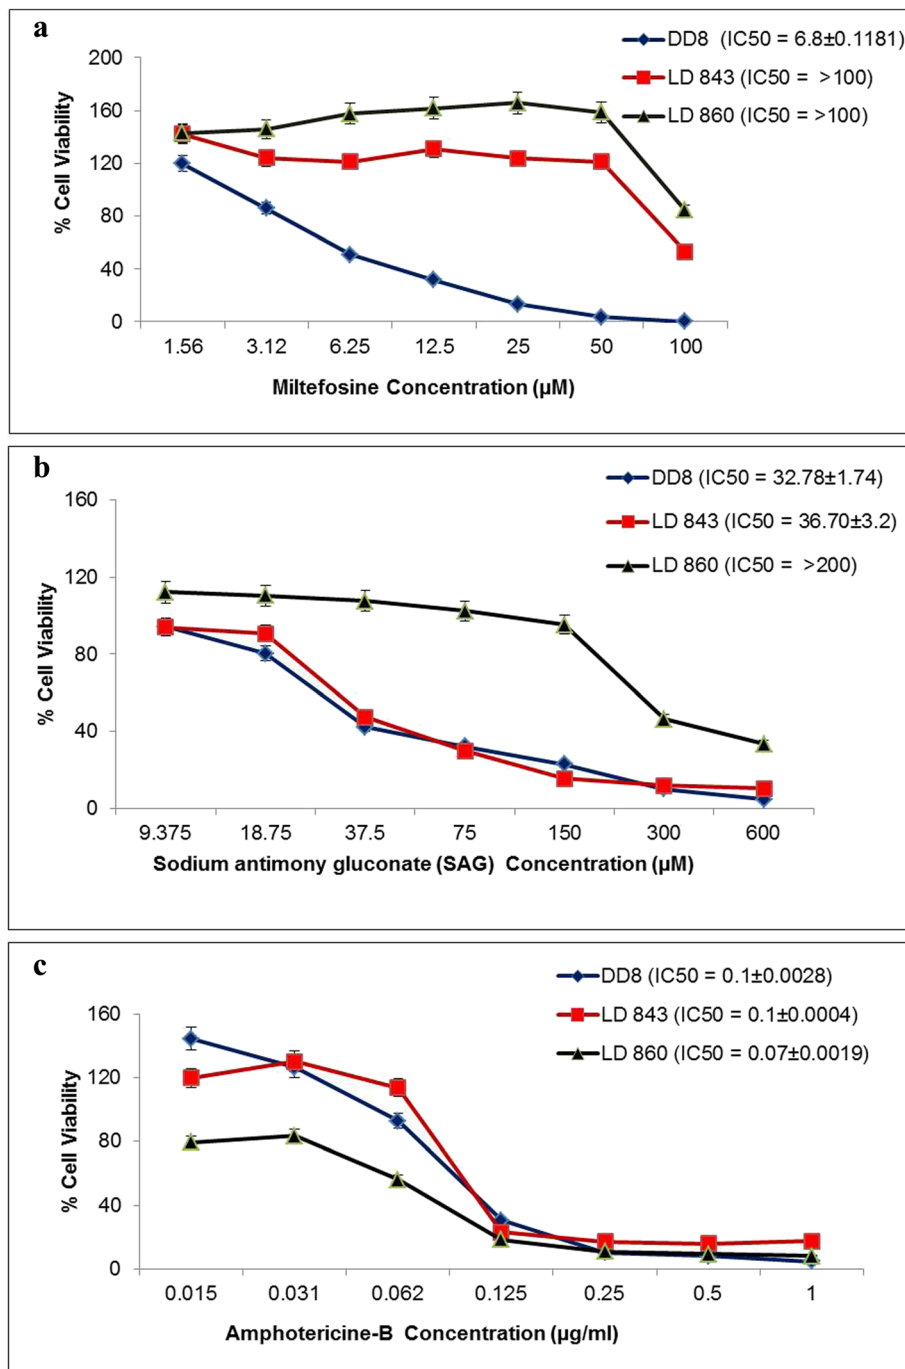 a
DD8 (IC50 = 6.8±0.1181)
LD 843 (IC50 = >100)
LD 860 (IC50 = >100)
200
160
120
80
40
0
% Cell Viability
1.56 3.12 6.25 12.5 25 50 100
Miltefosine Concentration (µM)
b
DD8 (IC50 = 32.78±1.74)
LD 843 (IC50 = 36.70±3.2)
LD 860 (IC50 = >200)
160
120
80
40
0
% Cell Viability
9.375 18.75 37.5 75 150 300 600
Sodium antimony gluconate (SAG) Concentration (µM)
c
DD8 (IC50 = 0.1±0.0028)
LD 843 (IC50 = 0.1±0.0004)
LD 860 (IC50 = 0.07±0.0019)
160
120
80
40
0
% Cell Viability
0.015 0.031 0.062 0.125 0.25 0.5 1
Amphotericine-B Concentration (µg/ml)